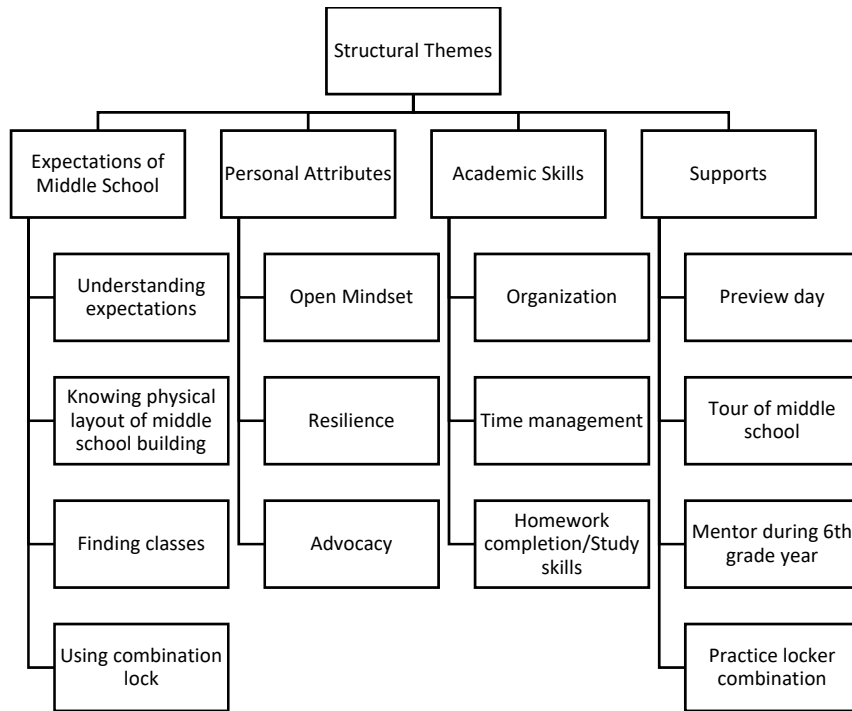 Structural Themes
Expectations of
Middle School
Understanding
expectations
Knowing physical
layout of middle
school building
Finding classes
Using combination
lock
Personal Attributes
Open Mindset
Resilience
Advocacy
Academic Skills
Organization
Time management
Homework
completion/Study
skills
Supports
Preview day
Tour of middle
school
Mentor during 6th
grade year
Practice locker
combination